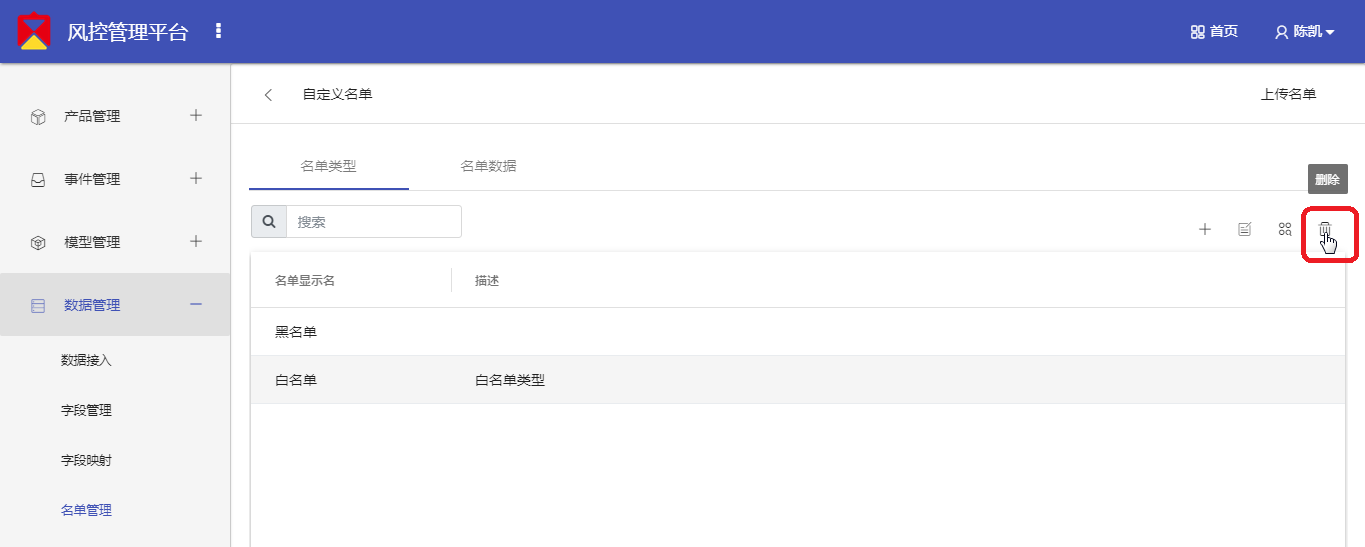 风控管理平台
首页
陈凯
产品管理
事件管理
模型管理
数据管理
数据接入
字段管理
字段映射
名单管理
自定义名单
上传名单
名单类型
名单数据
删除
搜索
名单显示名
描述
黑名单
白名单
白名单类型